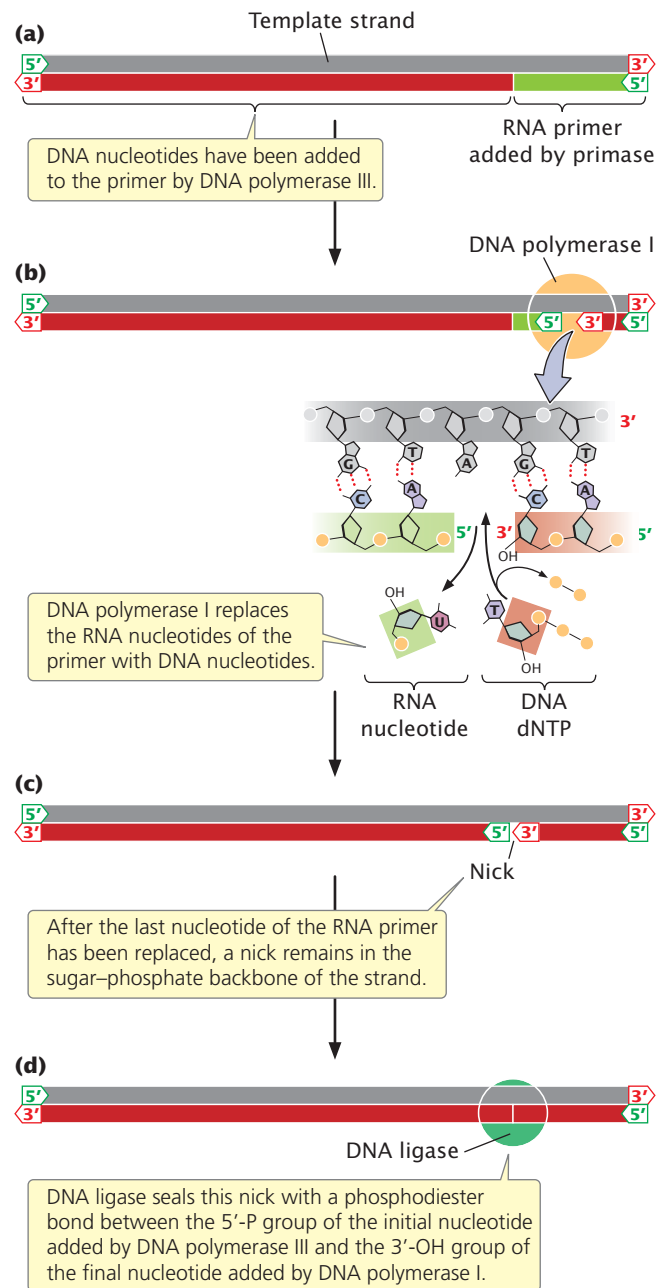 (a)
Template strand
5′ 3′
3′ 5′
DNA nucleotides have been added
to the primer by DNA polymerase III.
RNA primer
added by primase
DNA polymerase I
(b)
5′ 3′
3′ 5′ 3′ 5′
3′
G T A G T
C A C A
5′ 3′ 5′
OH
OH
U
T
OH
DNA polymerase I replaces
the RNA nucleotides of the
primer with DNA nucleotides.
RNA
nucleotide
DNA
dNTP
(c)
5′ 3′
3′ 5′ 3′ 5′
Nick
After the last nucleotide of the RNA primer
has been replaced, a nick remains in the
sugar–phosphate backbone of the strand.
(d)
5′ 3′
3′ 5′
DNA ligase
DNA ligase seals this nick with a phosphodiester
bond between the 5′-P group of the initial nucleotide
added by DNA polymerase III and the 3′-OH group of
the final nucleotide added by DNA polymerase I.